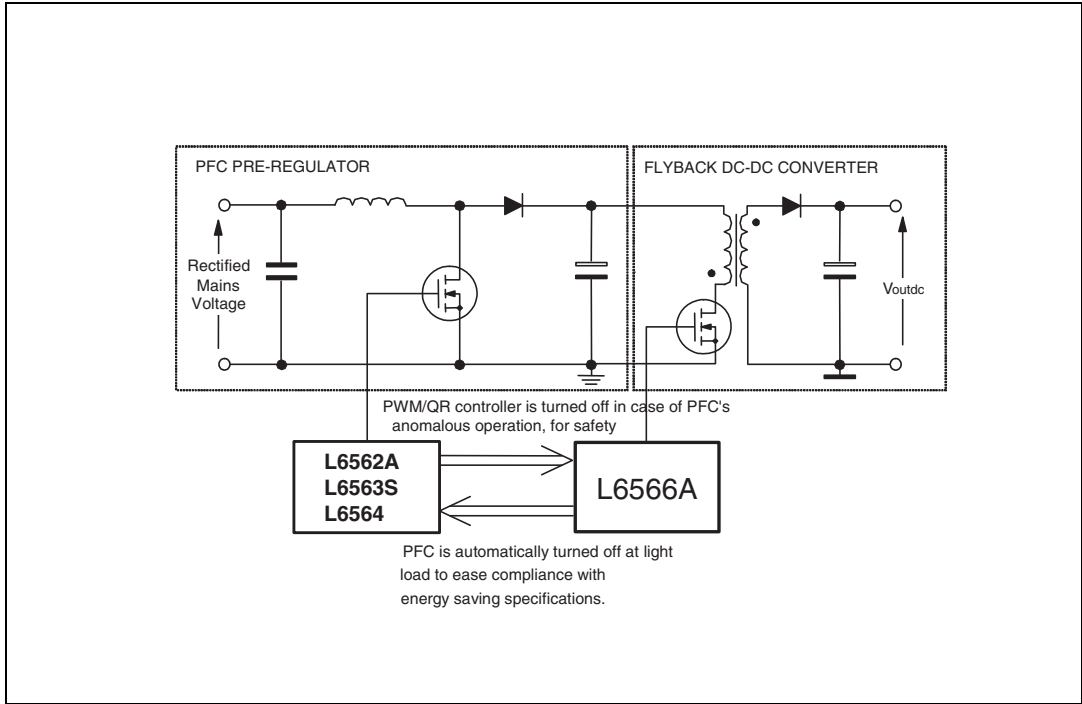 PFC PRE-REGULATOR
FLYBACK DC-DC CONVERTER
Rectified
Mains
Voltage
Voutdc
PWM/QR controller is turned off in case of PFC's
anomalous operation, for safety
L6562A
L6563S
L6564
L6566A
PFC is automatically turned off at light
load to ease compliance with
energy saving specifications.